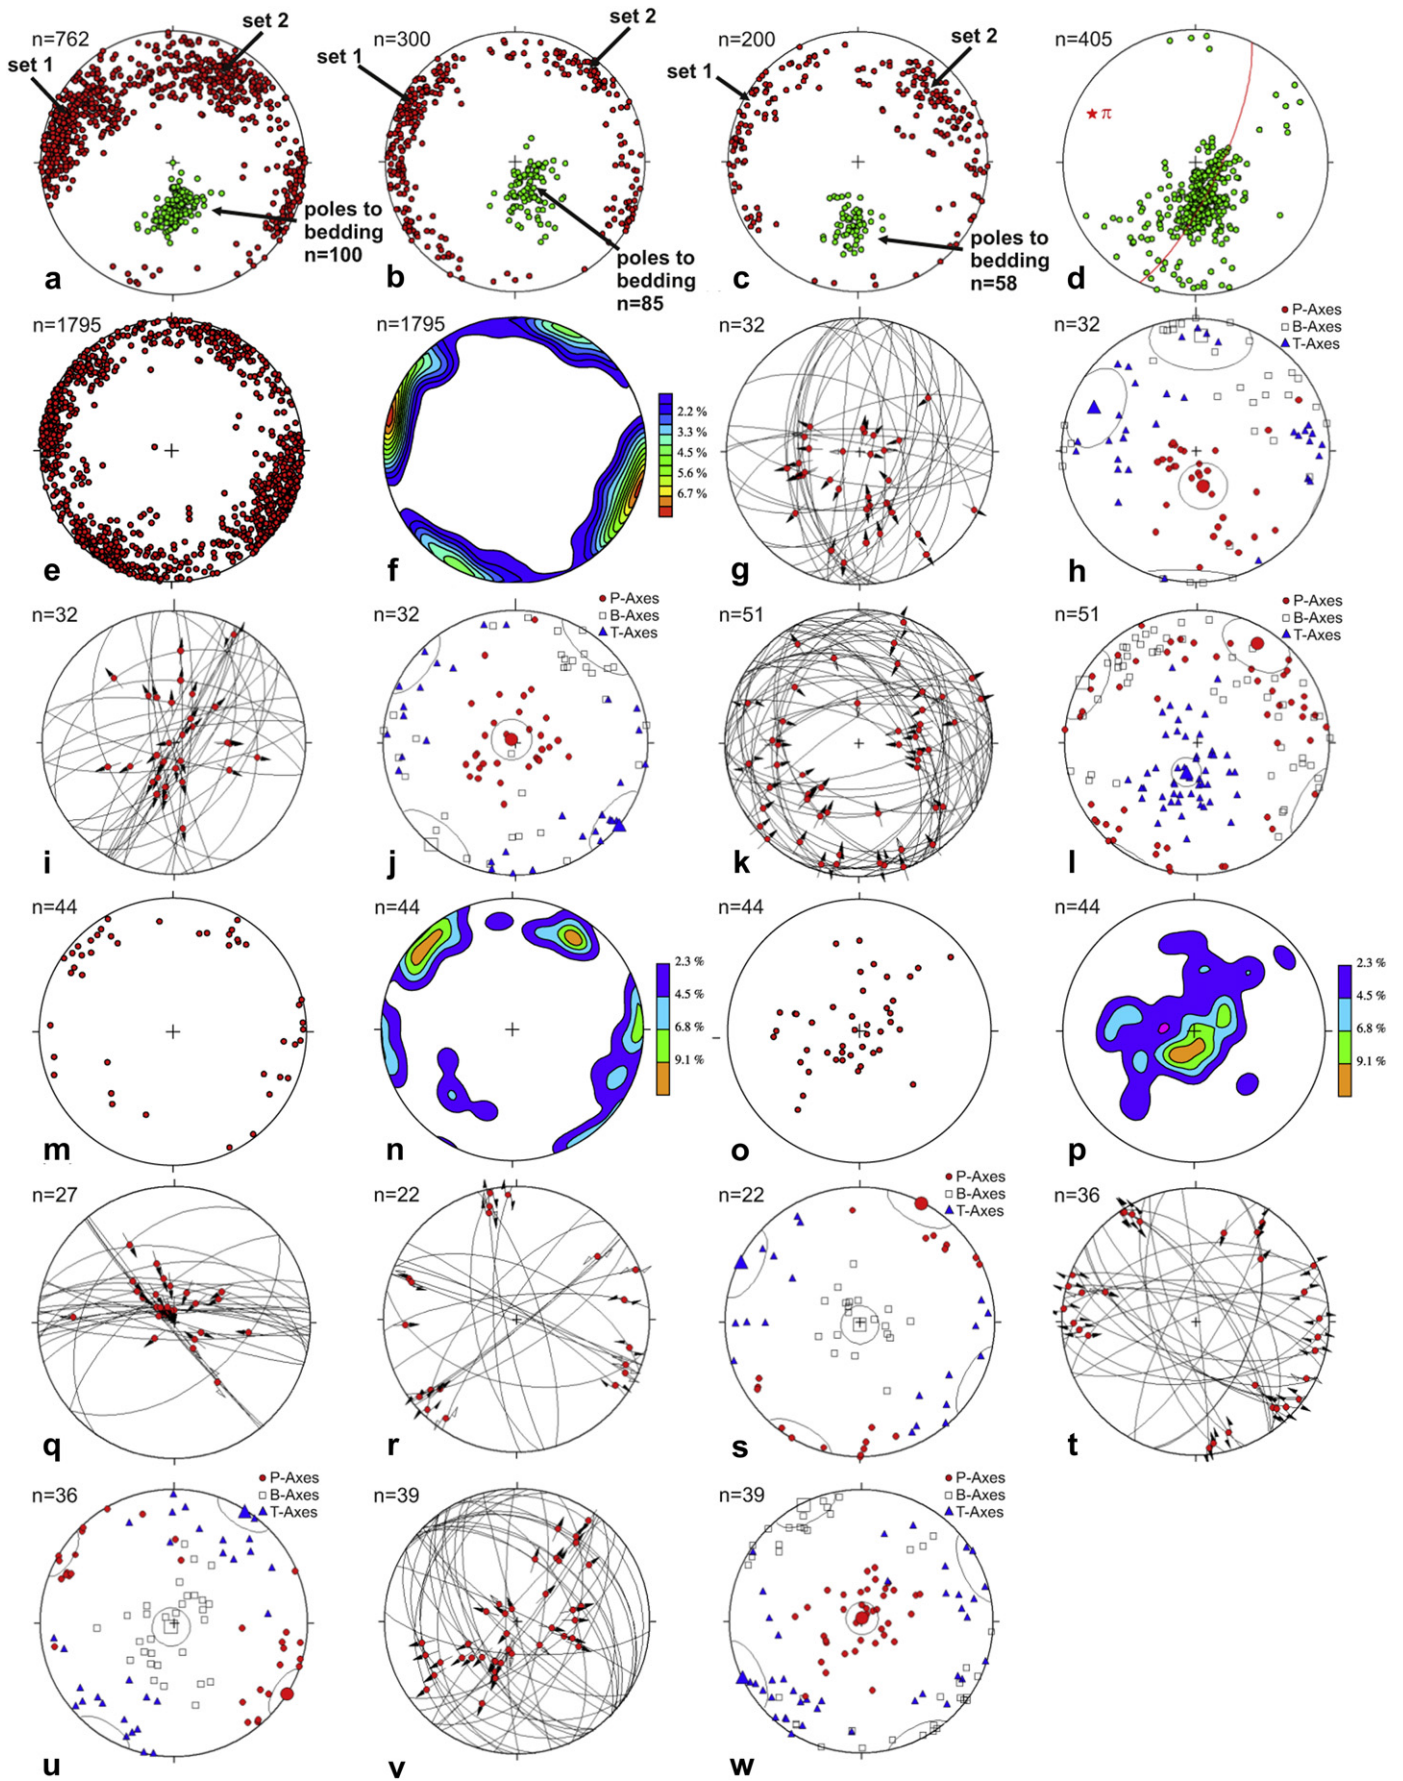 n=762
set 1
set 2
poles to
bedding
n=100
a
n=300
set 1
set 2
poles to
bedding
n=85
b
n=200
set 1
set 2
poles to
bedding
n=58
c
n=405
π
d
n=1795
e
n=1795
2.2 %
3.3 %
4.5 %
5.6 %
6.7 %
f
n=32
g
n=32
P-Axes
B-Axes
T-Axes
h
n=32
i
n=32
P-Axes
B-Axes
T-Axes
j
n=51
k
n=51
P-Axes
B-Axes
T-Axes
l
n=44
m
n=44
2.3 %
4.5 %
6.8 %
9.1 %
n
n=44
o
n=44
2.3 %
4.5 %
6.8 %
9.1 %
p
n=27
q
n=22
r
n=22
P-Axes
B-Axes
T-Axes
s
n=36
t
n=36
P-Axes
B-Axes
T-Axes
u
n=39
v
n=39
P-Axes
B-Axes
T-Axes
w